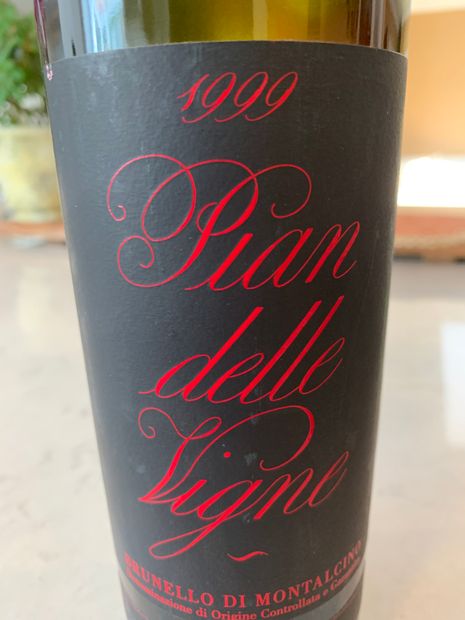 1999
Pian
delle
Vigne
BRUNELLO DI MONTALCINO
Denominazione di Origine Controllata e Garantita